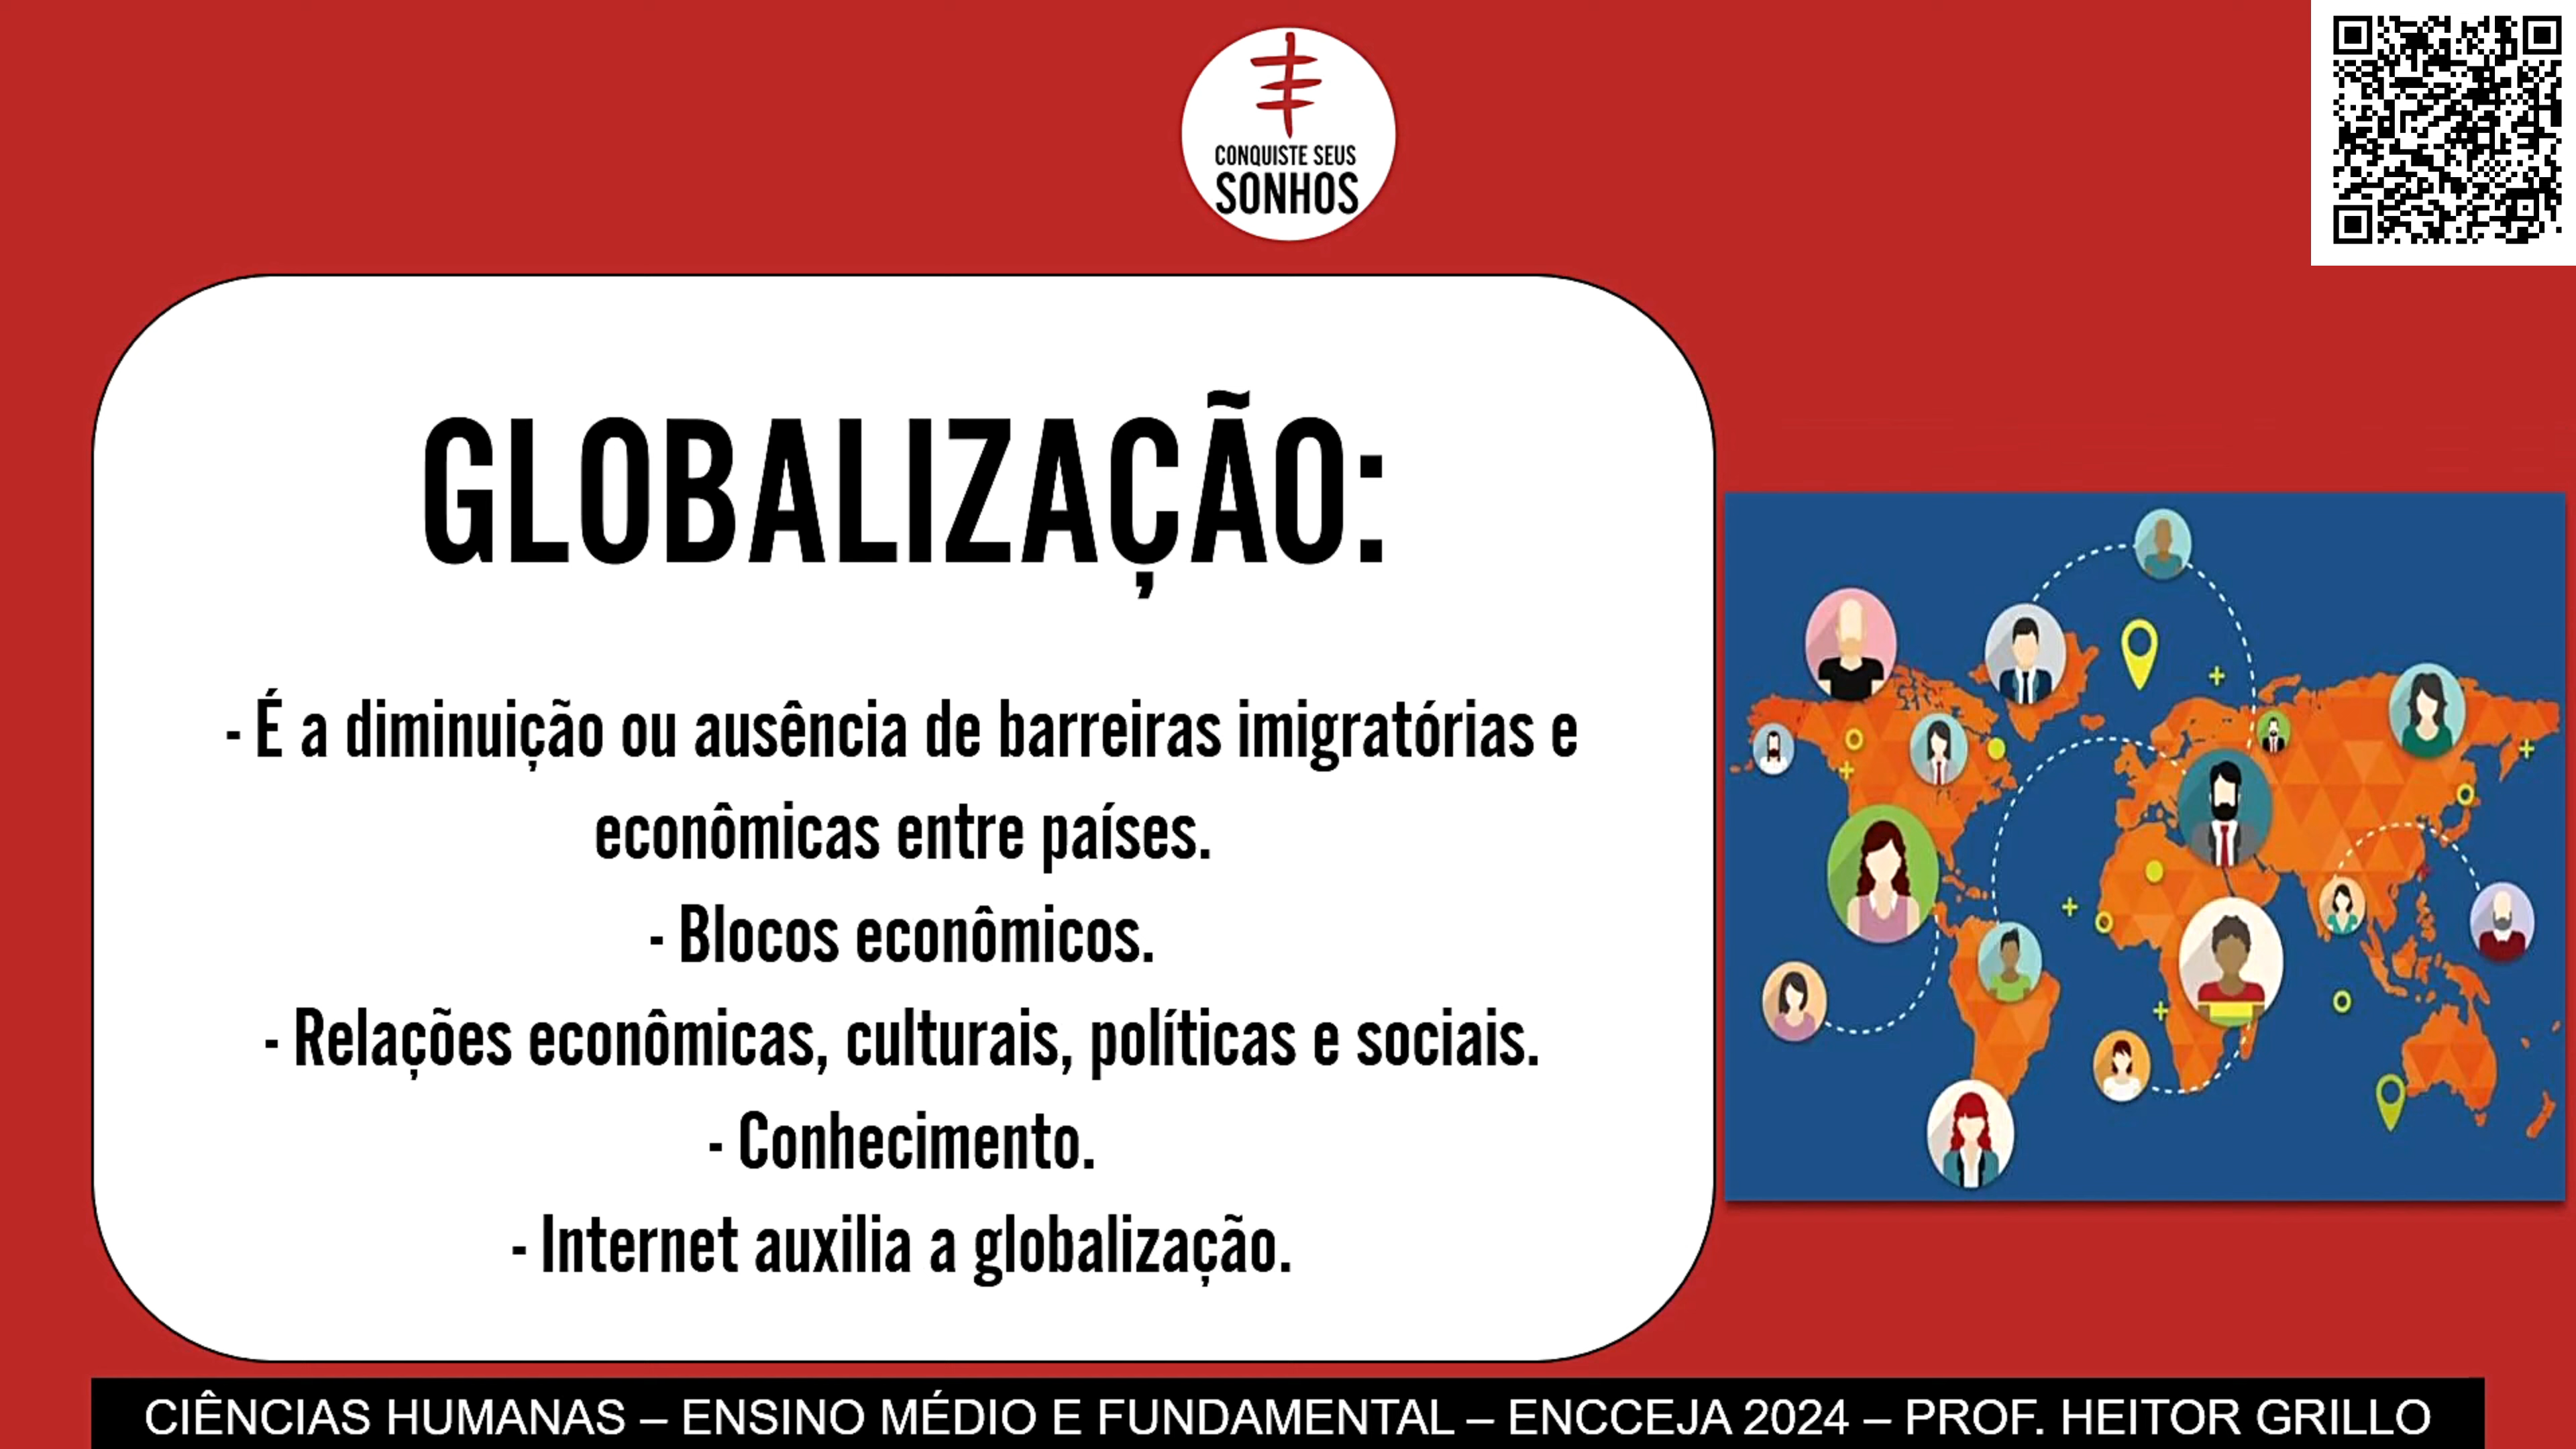 CONQUISTE SEUS
SONHOS
GLOBALIZAÇÃO:
- É a diminuição ou ausência de barreiras imigratórias e
econômicas entre países.
- Blocos econômicos.
- Relações econômicas, culturais, políticas e sociais.
- Conhecimento.
- Internet auxilia a globalização.
CIÊNCIAS HUMANAS – ENSINO MÉDIO E FUNDAMENTAL – ENCCEJA 2024 – PROF. HEITOR GRILLO